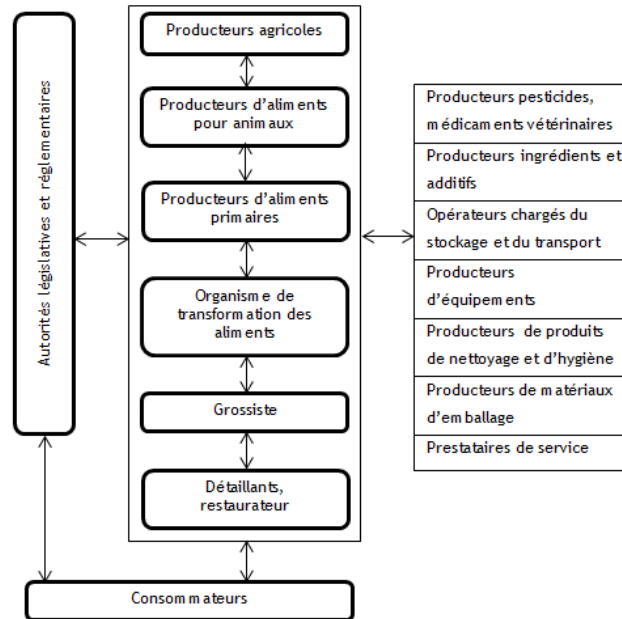 Autorités législatives et réglementaires
Producteurs agricoles
Producteurs d'aliments
pour animaux
Producteurs d'aliments
primaires
Organisme de
transformation des
aliments
Grossiste
Détaillants,
restaurateur
Producteurs pesticides,
médicaments vétérinaires
Producteurs ingrédients et
additifs
Opérateurs chargés du
stockage et du transport
Producteurs
d'équipements
Producteurs de produits
de nettoyage et d'hygiène
Producteurs de matériaux
d'emballage
Prestataires de service
Consommateurs